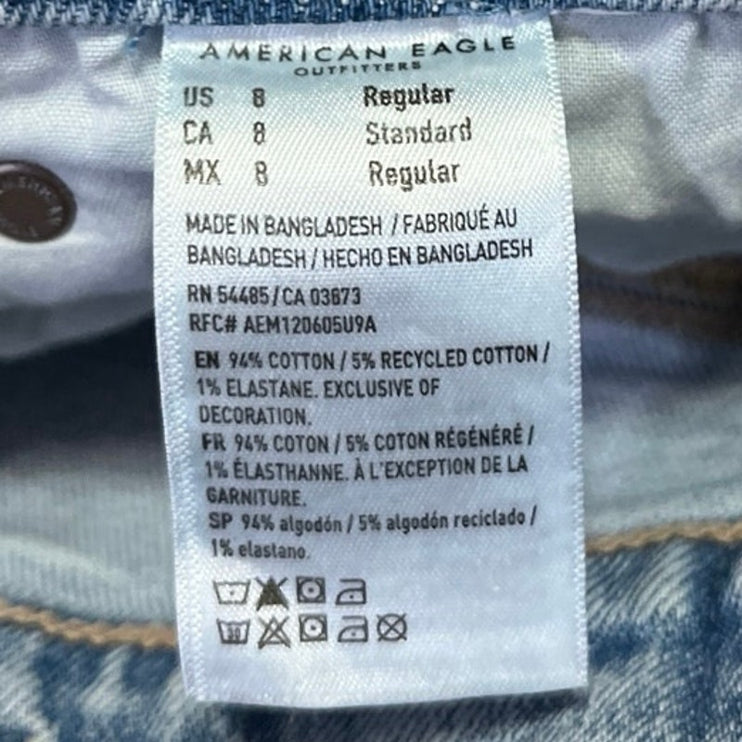 AMERICAN EAGLE
OUTFITTERS
US 8 Regular
CA 8 Standard
MX 8 Regular
MADE IN BANGLADESH / FABRIQUÉ AU
BANGLADESH / HECHO EN BANGLADESH
RN 54485/CA 03873
RFC# AEM120605U9A
EN 94% COTTON / 5% RECYCLED COTTON /
1% ELASTANE. EXCLUSIVE OF
DECORATION.
FR 94% COTON / 5% COTON RÉGÉNÉRÉ /
1% ÉLASTHANNE. À L'EXCEPTION DE LA
GARNITURE.
SP 94% algodón / 5% algodón reciclado /
1% elastano.
30